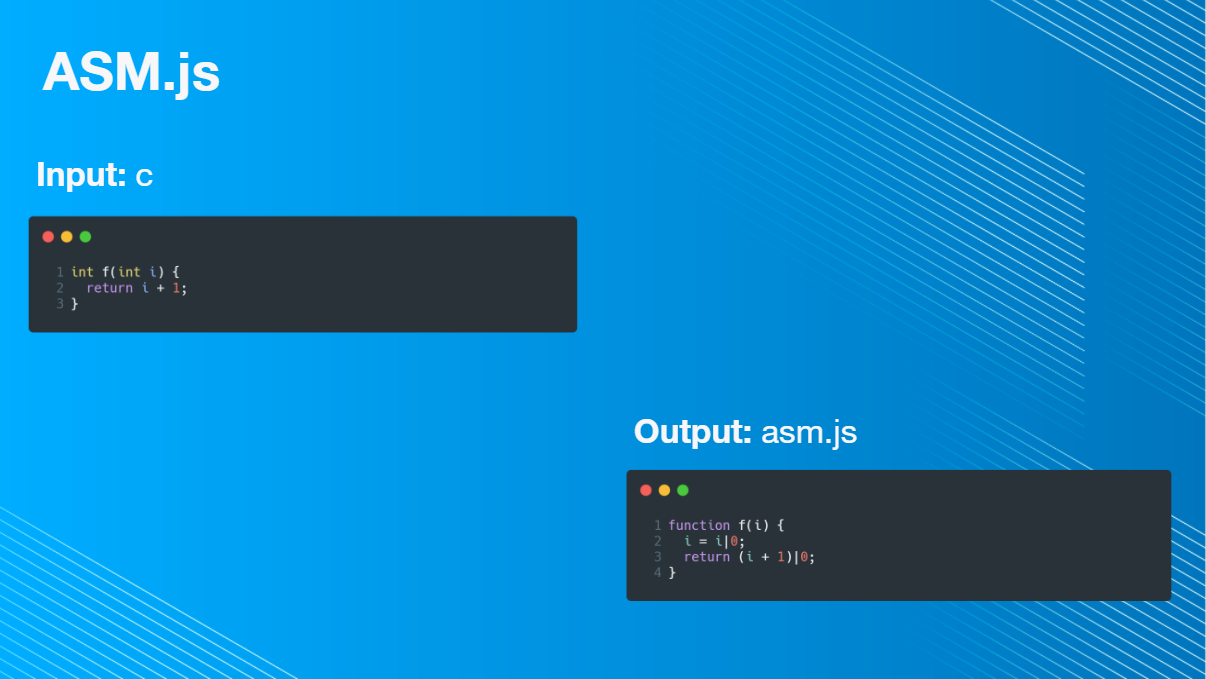 ASM.js
Input: c
1 int f(int i) {
2   return i + 1;
3 }
Output: asm.js
1 function f(i) {
2   i = i|0;
3   return (i + 1)|0;
4 }